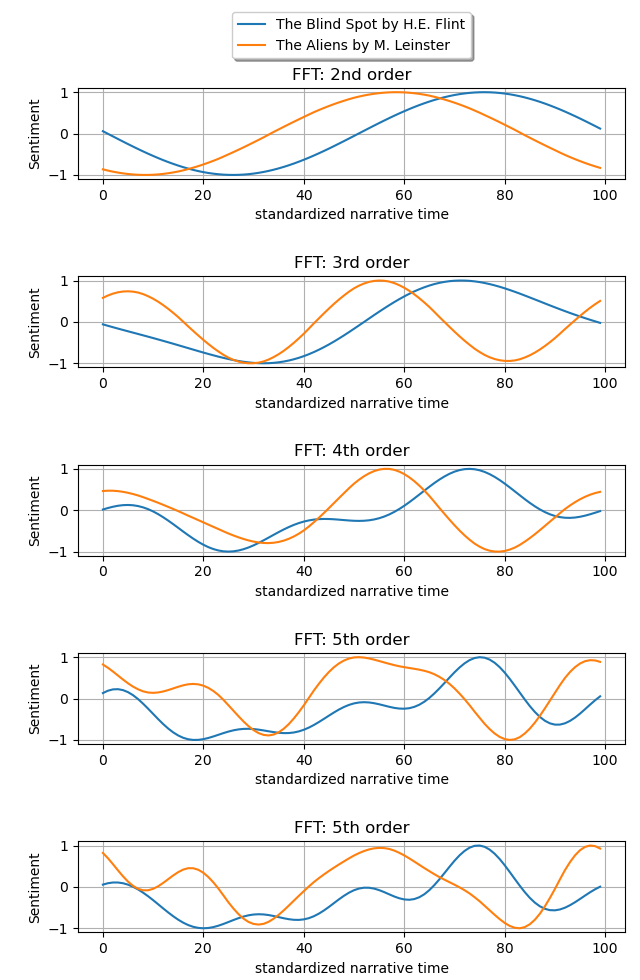 The Blind Spot by H.E. Flint
The Aliens by M. Leinster
FFT: 2nd order
1
0
−1
Sentiment
0 20 40 60 80 100
standardized narrative time
FFT: 3rd order
1
0
−1
Sentiment
0 20 40 60 80 100
standardized narrative time
FFT: 4th order
1
0
−1
Sentiment
0 20 40 60 80 100
standardized narrative time
FFT: 5th order
1
0
−1
Sentiment
0 20 40 60 80 100
standardized narrative time
FFT: 5th order
1
0
−1
Sentiment
0 20 40 60 80 100
standardized narrative time